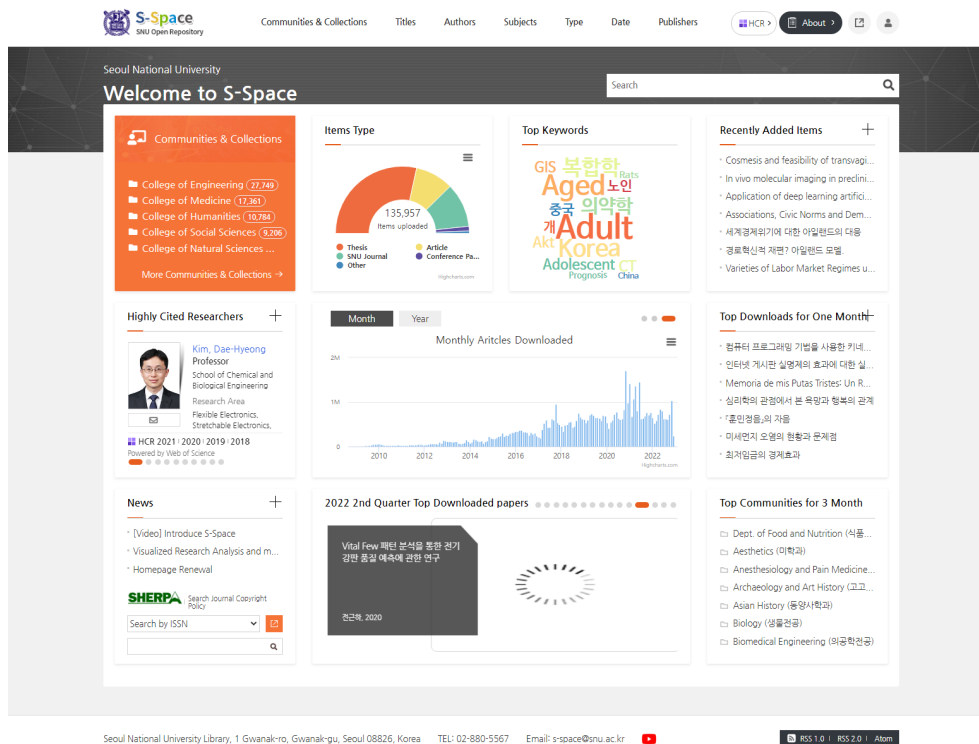 S-Space
SNU Open Repository
Communities & Collections
Titles
Authors
Subjects
Type
Date
Publishers
HCR >
About >
Seoul National University
Welcome to S-Space
Search
Communities & Collections
College of Engineering 27,749
College of Medicine 17,361
College of Humanities 10,784
College of Social Sciences 9,206
College of Natural Sciences ...
More Communities & Collections →
Items Type
135,957
Items uploaded
Thesis
Article
SNU Journal
Conference Pa...
Other
Highcharts.com
Top Keywords
GIS 복합학 Rats
Aged 노인
중국 의약학
개 Adult
Akt Korea
Adolescent CT
Prognosis China
Recently Added Items
Cosmesis and feasibility of transvagi...
In vivo molecular imaging in preclini...
Application of deep learning artifici...
Associations, Civic Norms and Dem...
세계경제위기에 대한 아일랜드의 대응
경로혁신적 재편? 아일랜드 모델.
Varieties of Labor Market Regimes u...
Highly Cited Researchers
Kim, Dae-Hyeong
Professor
School of Chemical and
Biological Engineering
Research Area
Flexible Electronics,
Stretchable Electronics,
HCR 2021 2020 2019 2018
Powered by Web of Science
Month
Year
Monthly Aritcles Downloaded
2M
1M
0
2010 2012 2014 2016 2018 2020 2022
Highcharts.com
Top Downloads for One Month
컴퓨터 프로그래밍 기법을 사용한 키네...
인터넷 게시판 실명제의 효과에 대한 실...
Memoria de mis Putas Tristes: Un R...
심리학의 관점에서 본 욕망과 행복의 관계
『훈민정음』의 자음
미세먼지 오염의 현황과 문제점
최저임금의 경제효과
News
[Video] Introduce S-Space
Visualized Research Analysis and m...
Homepage Renewal
SHERPA Search Journal Copyright
Policy
Search by ISSN
2022 2nd Quarter Top Downloaded papers
Vital Few 패턴 분석을 통한 전기
강판 품질 예측에 관한 연구
전근하, 2020
Top Communities for 3 Month
Dept. of Food and Nutrition (식품...
Aesthetics (미학과)
Anesthesiology and Pain Medicine...
Archaeology and Art History (고고...
Asian History (동양사학과)
Biology (생물전공)
Biomedical Engineering (의공학전공)
Seoul National University Library, 1 Gwanak-ro, Gwanak-gu, Seoul 08826, Korea
TEL: 02-880-5567
Email: s-space@snu.ac.kr
RSS 1.0 | RSS 2.0 | Atom